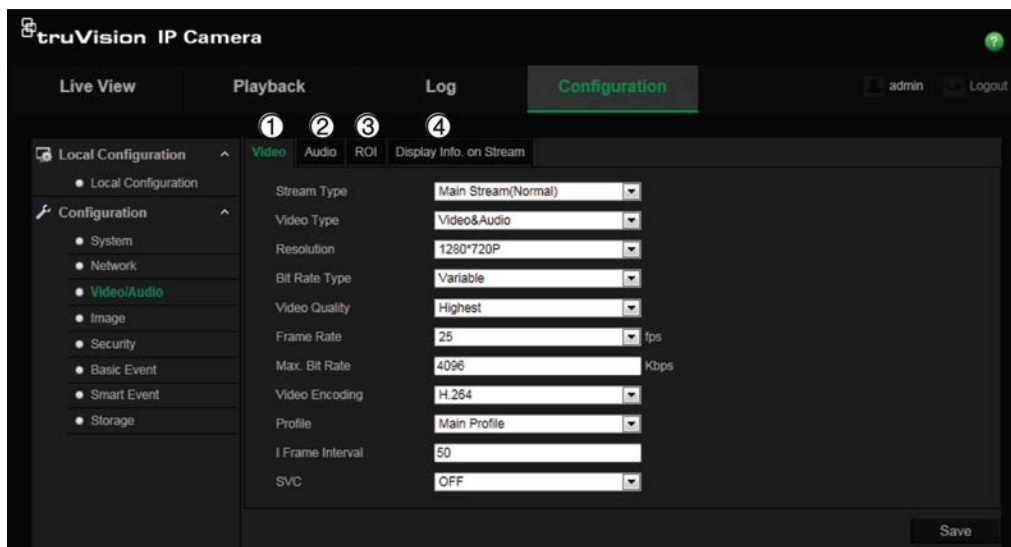 truVision IP Camera
?
Live View Playback Log Configuration admin Logout
1 2 3 4
Video Audio ROI Display Info. on Stream
Local Configuration
Local Configuration
Configuration
System
Network
Video/Audio
Image
Security
Basic Event
Smart Event
Storage
Stream Type Main Stream(Normal)
Video Type Video&Audio
Resolution 1280*720P
Bit Rate Type Variable
Video Quality Highest
Frame Rate 25 fps
Max. Bit Rate 4096 Kbps
Video Encoding H.264
Profile Main Profile
I Frame Interval 50
SVC OFF
Save